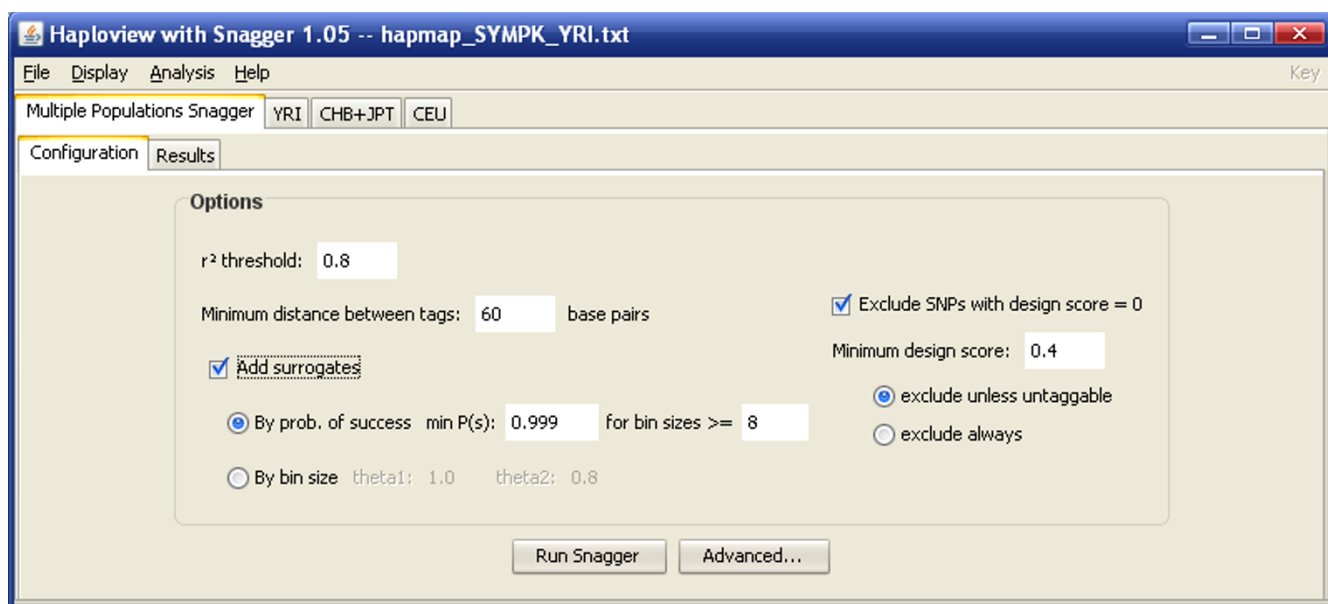 Haploview with Snagger 1.05 -- hapmap_SYMPK_YRI.txt
File Display Analysis Help Key
Multiple Populations Snagger YRI CHB+JPT CEU
Configuration Results
Options
r² threshold: 0.8
Exclude SNPs with design score = 0
Minimum distance between tags: 60 base pairs
Minimum design score: 0.4
Add surrogates
exclude unless untaggable
By prob. of success min P(s): 0.999 for bin sizes >= 8
exclude always
By bin size theta1: 1.0 theta2: 0.8
Run Snagger Advanced...